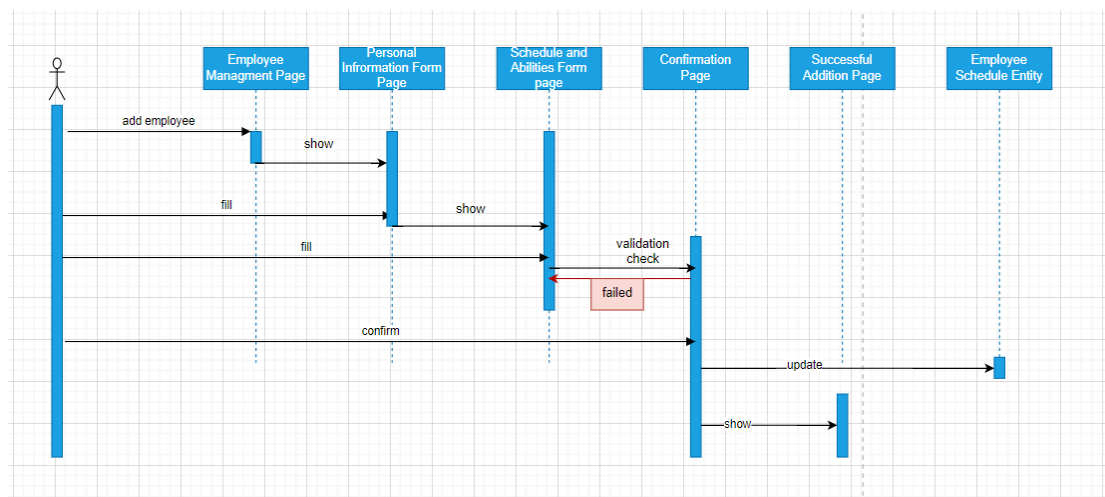 Employee
Managment Page
Personal
Infrormation Form
Page
Schedule and
Abilities Form
page
Confirmation
Page
Successful
Addition Page
Employee
Schedule Entity
add employee
show
fill
show
fill
validation
check
failed
confirm
update
show